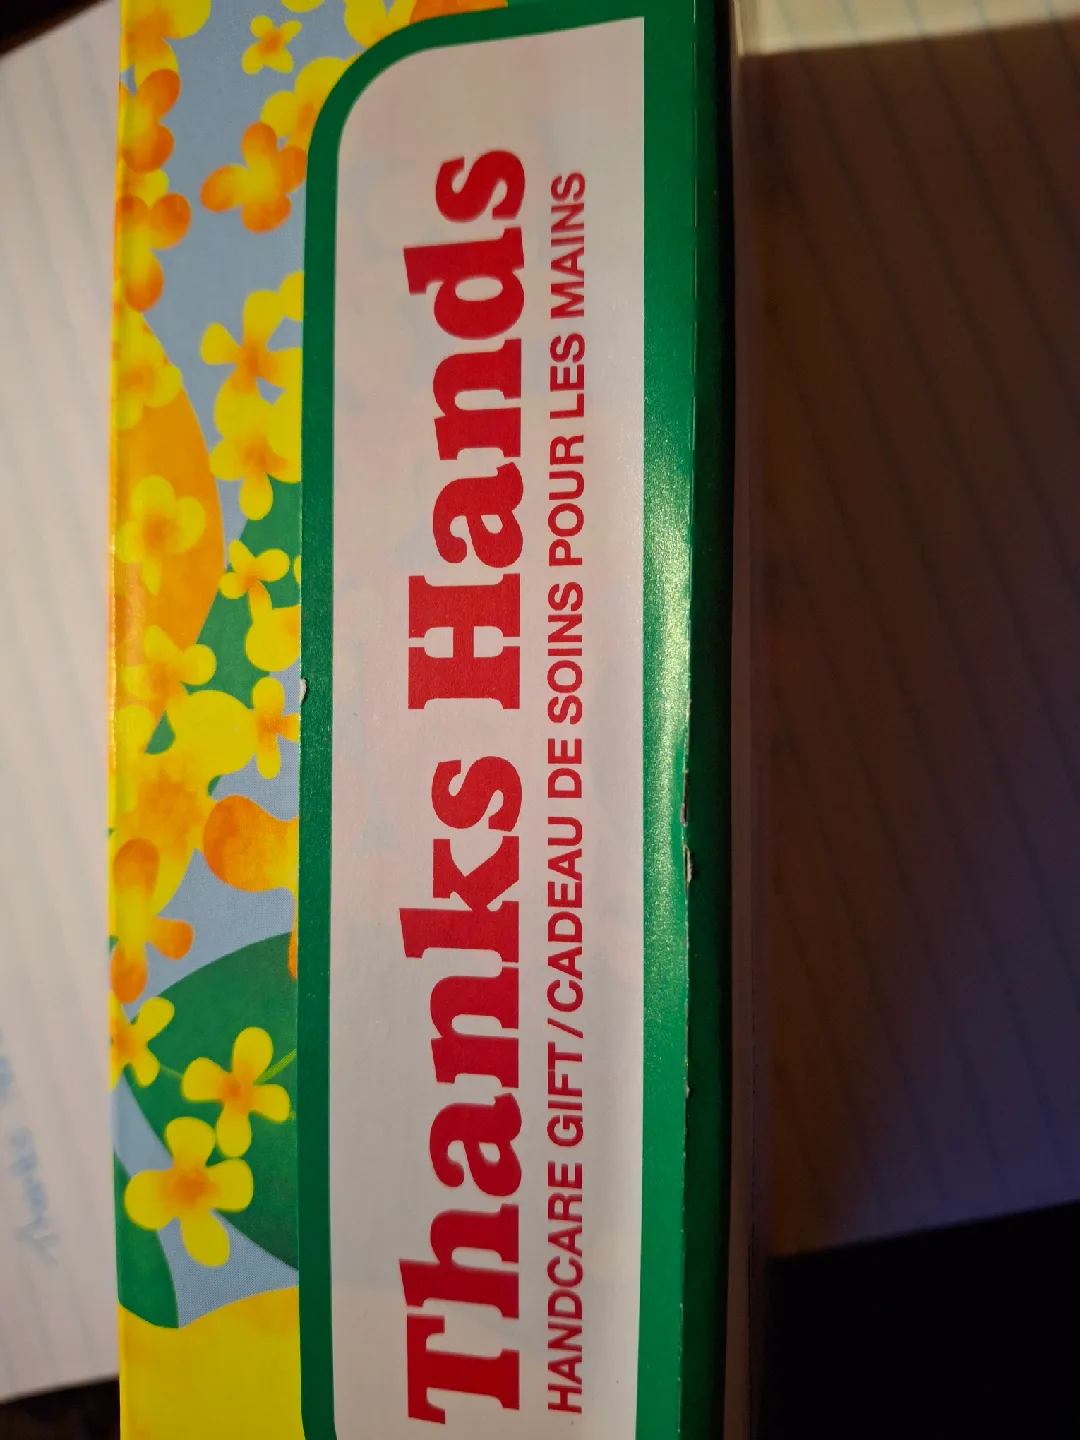 Thanks Hands
HANDCARE GIFT/CADEAU DE SOINS POUR LES MAINS